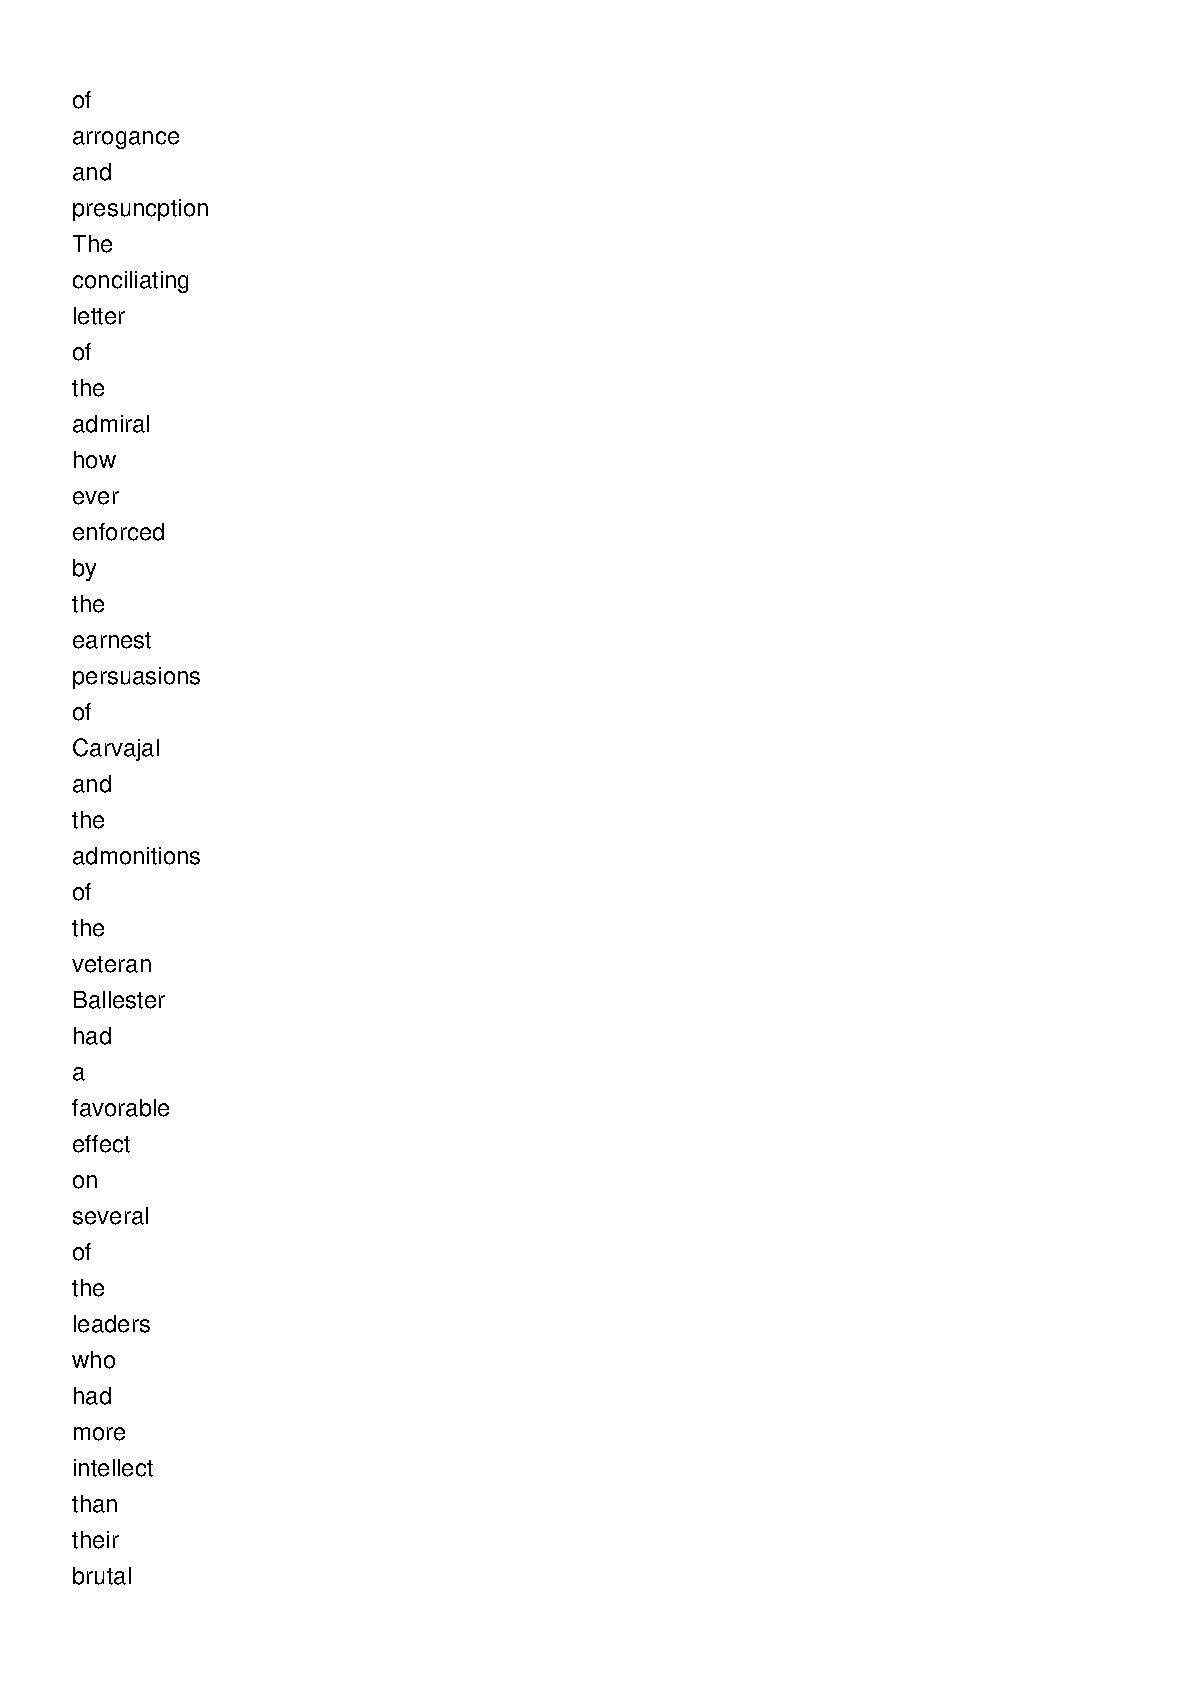 of
arrogance
and
presuncption
The
conciliating
letter
of
the
admiral
how
ever
enforced
by
the
earnest
persuasions
of
Carvajal
and
the
admonitions
of
the
veteran
Ballester
had
a
favorable
effect
on
several
of
the
leaders
who
had
more
intellect
than
their
brutal